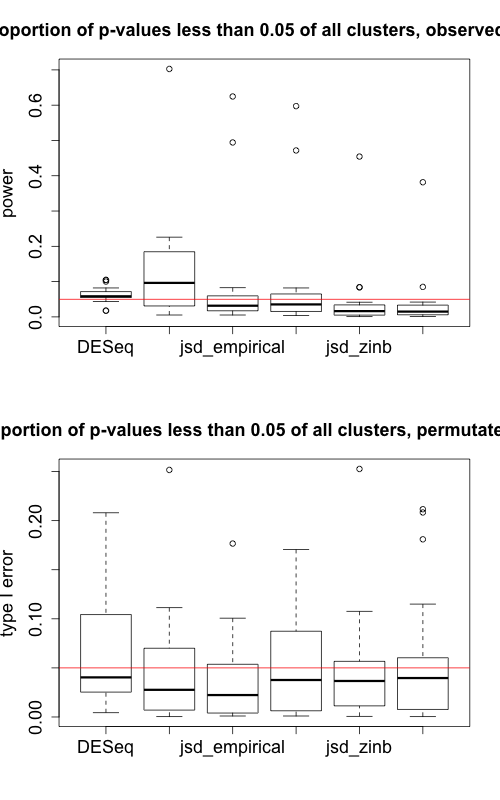 oportion of p-values less than 0.05 of all clusters, observed
power
0.6
0.4
0.2
0.0
DESeq jsd_empirical jsd_zinb
portion of p-values less than 0.05 of all clusters, permutate
type I error
0.20
0.10
0.00
DESeq jsd_empirical jsd_zinb